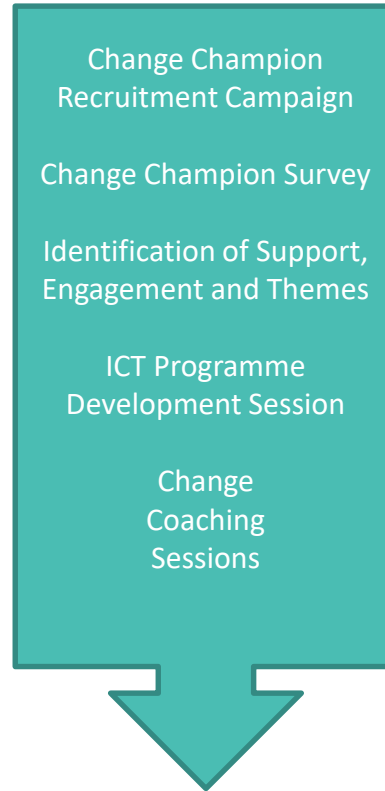 Change Champion
Recruitment Campaign
Change Champion Survey
Identification of Support,
Engagement and Themes
ICT Programme
Development Session
Change
Coaching
Sessions